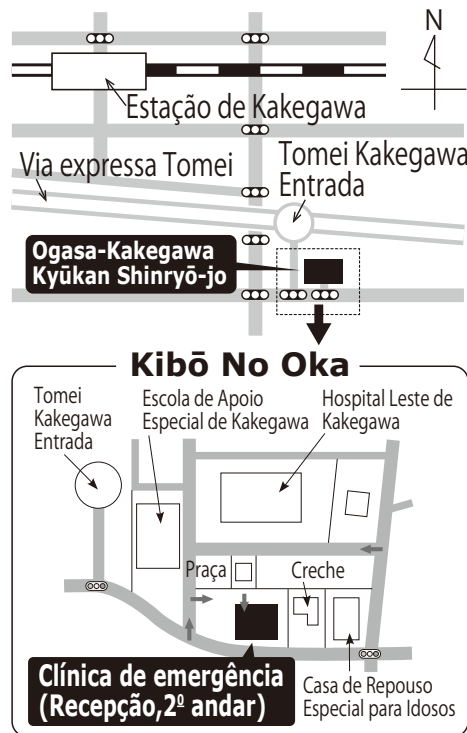 N
Estação de Kakegawa
Via expressa Tomei
Tomei Kakegawa
Entrada
Ogasa-Kakegawa
Kyūkan Shinryō-jo
Kibō No Oka
Tomei
Kakegawa
Entrada
Escola de Apoio
Especial de Kakegawa
Hospital Leste de
Kakegawa
Praça
Creche
Clínica de emergência
(Recepção,2º andar)
Casa de Repouso
Especial para Idosos